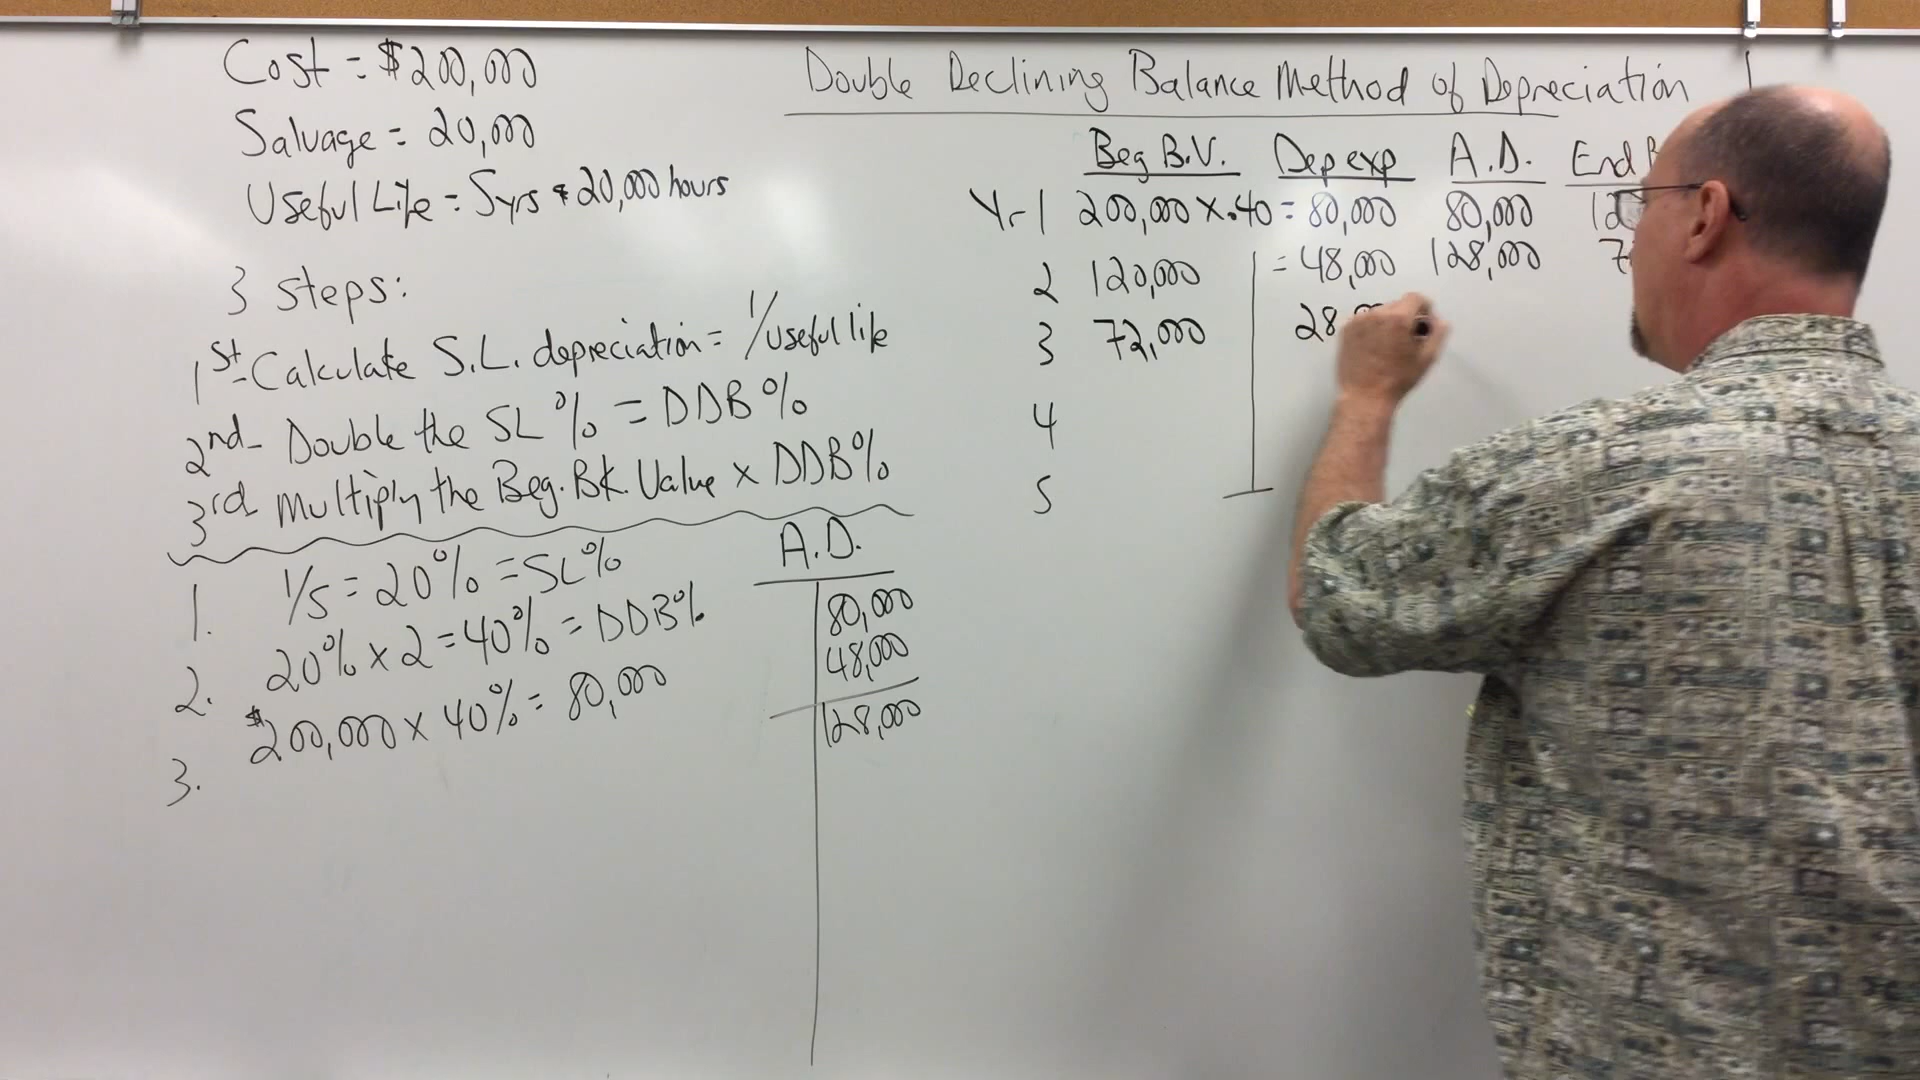 Cost = $200,000
Salvage = 20,000
Useful Life = 5yrs & 20,000 hours
3 steps:
1st - Calculate S.L. depreciation = 1/useful life
2nd - Double the SL % = DDB %
3rd Multiply the Beg. Bk. Value x DDB%
1. 1/5 = 20% = SL%
2. 20% x 2 = 40% = DDB%
3. $200,000 x 40% = 80,000
A.D.
80,000
48,000
128,000
Double Declining Balance Method of Depreciation
Beg B.V. Dep exp A.D. End
Yr 1 200,000 x .40 = 80,000 80,000
2 120,000 = 48,000 128,000
3 72,000 28
4
5